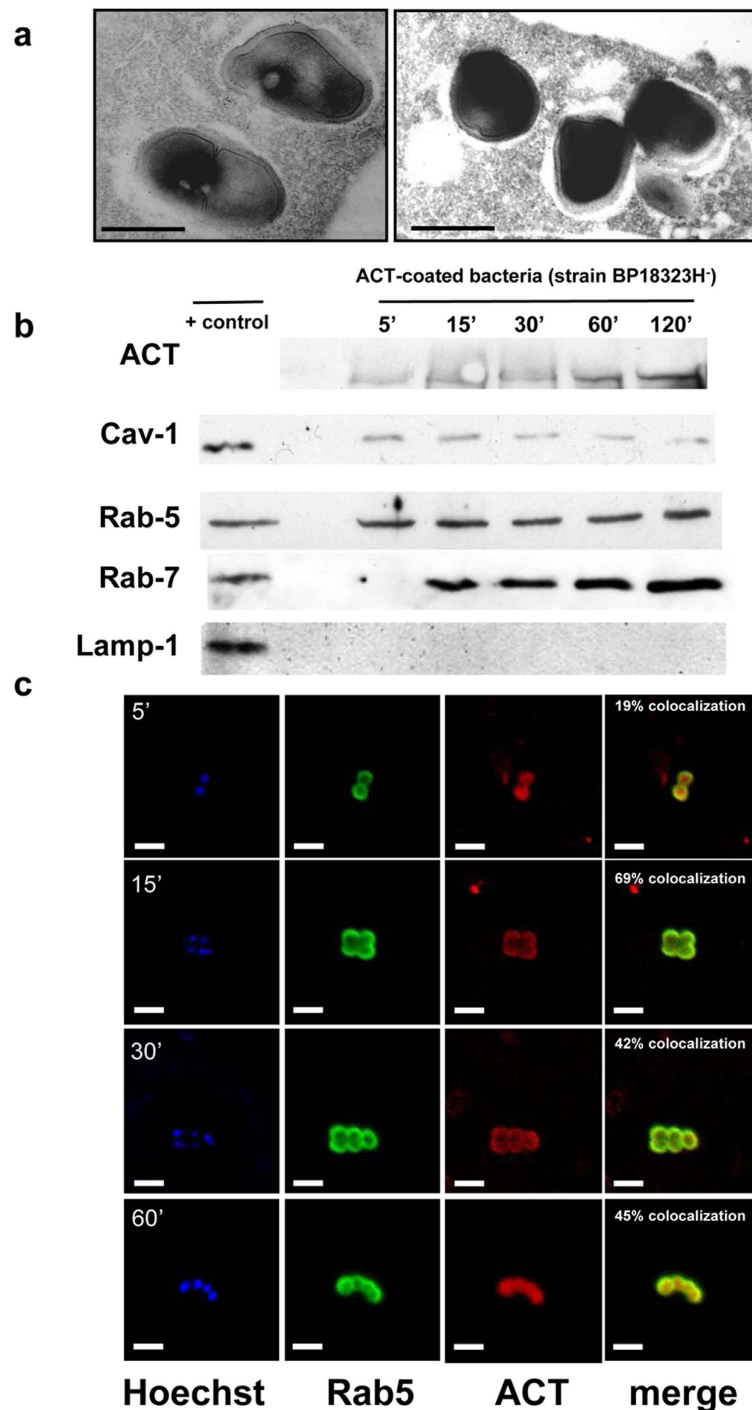 a
ACT-coated bacteria (strain BP18323H⁻)
b
+ control 5’ 15’ 30’ 60’ 120’
ACT
Cav-1
Rab-5
Rab-7
Lamp-1
c
5’ 19% colocalization
15’ 69% colocalization
30’ 42% colocalization
60’ 45% colocalization
Hoechst Rab5 ACT merge